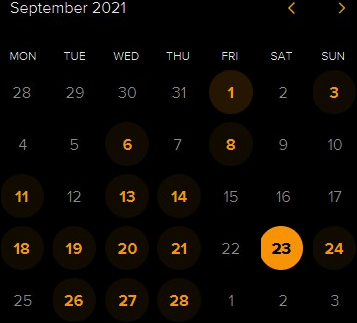 September 2021
MON TUE WED THU FRI SAT SUN
28 29 30 31 1 2 3
4 5 6 7 8 9 10
11 12 13 14 15 16 17
18 19 20 21 22 23 24
25 26 27 28 1 2 3